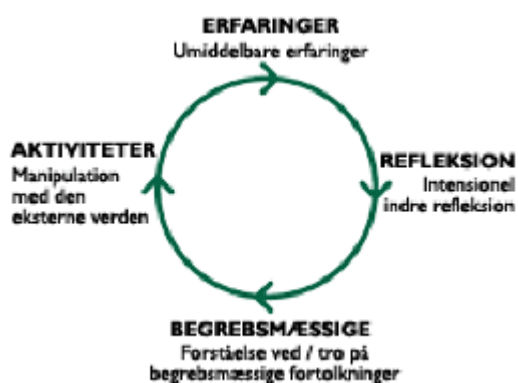 ERFARINGER
Umiddelbare erfaringer
REFLEKSION
Intensionel
indre refleksion
BEGREBSMÆSSIGE
Forståelse ved / tro på
begrebsmæssige fortolkninger
AKTIVITETER
Manipulation
med den
eksterne verden